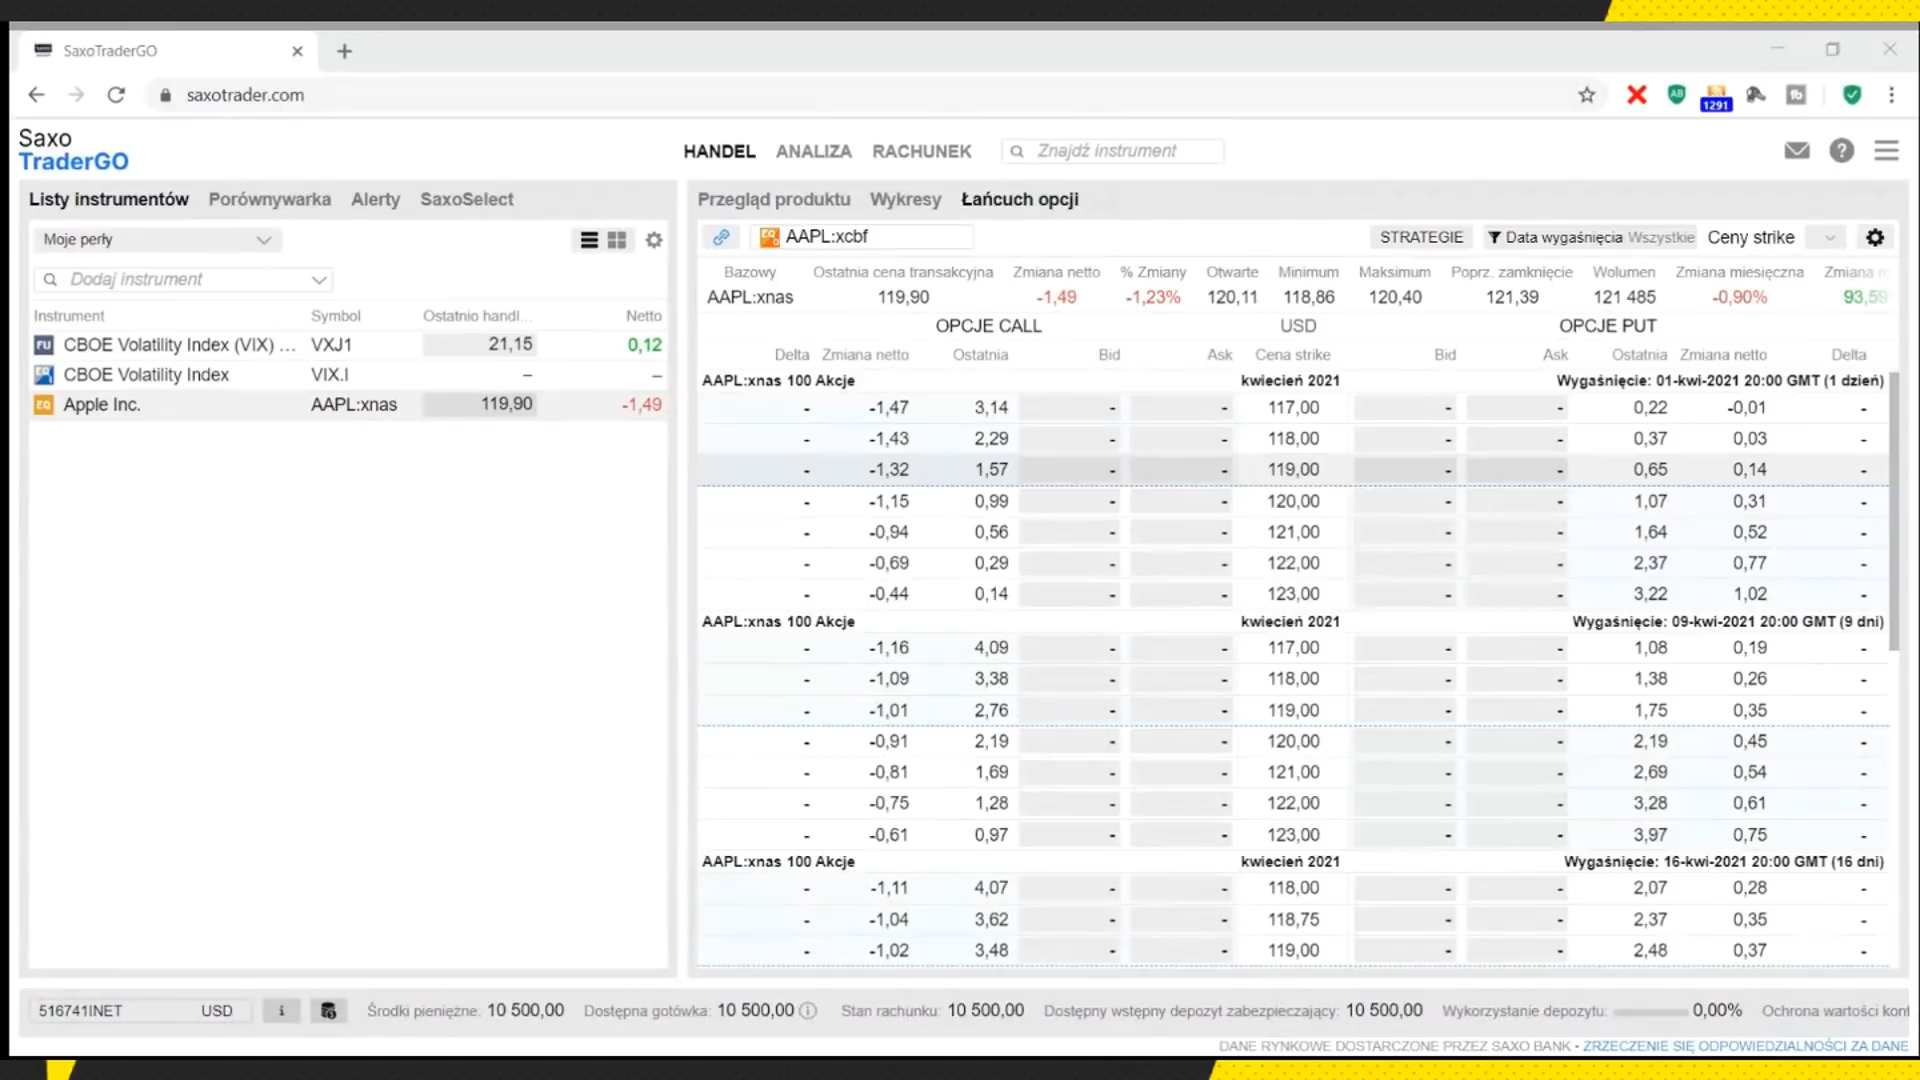 SaxoTraderGO
saxotrader.com
1291
Saxo
TraderGO
HANDEL ANALIZA RACHUNEK Znajdź instrument
Listy instrumentów Porównywarka Alerty SaxoSelect
Moje perły
Dodaj instrument
Instrument Symbol Ostatnio handl... Netto
FU CBOE Volatility Index (VIX) ... VXJ1 21,15 0,12
CBOE Volatility Index VIX.I – –
EQ Apple Inc. AAPL:xnas 119,90 -1,49
Przegląd produktu Wykresy Łańcuch opcji
AAPL:xcbf STRATEGIE Data wygaśnięcia Wszystkie Ceny strike
Bazowy Ostatnia cena transakcyjna Zmiana netto % Zmiany Otwarte Minimum Maksimum Poprz. zamknięcie Wolumen Zmiana miesięczna Zmiana r
AAPL:xnas 119,90 -1,49 -1,23% 120,11 118,86 120,40 121,39 121 485 -0,90% 93,59
OPCJE CALL USD OPCJE PUT
Delta Zmiana netto Ostatnia Bid Ask Cena strike Bid Ask Ostatnia Zmiana netto Delta
AAPL:xnas 100 Akcje kwiecień 2021 Wygaśnięcie: 01-kwi-2021 20:00 GMT (1 dzień)
- -1,47 3,14 - - 117,00 - - 0,22 -0,01 -
- -1,43 2,29 - - 118,00 - - 0,37 0,03 -
- -1,32 1,57 - - 119,00 - - 0,65 0,14 -
- -1,15 0,99 - - 120,00 - - 1,07 0,31 -
- -0,94 0,56 - - 121,00 - - 1,64 0,52 -
- -0,69 0,29 - - 122,00 - - 2,37 0,77 -
- -0,44 0,14 - - 123,00 - - 3,22 1,02 -
AAPL:xnas 100 Akcje kwiecień 2021 Wygaśnięcie: 09-kwi-2021 20:00 GMT (9 dni)
- -1,16 4,09 - - 117,00 - - 1,08 0,19 -
- -1,09 3,38 - - 118,00 - - 1,38 0,26 -
- -1,01 2,76 - - 119,00 - - 1,75 0,35 -
- -0,91 2,19 - - 120,00 - - 2,19 0,45 -
- -0,81 1,69 - - 121,00 - - 2,69 0,54 -
- -0,75 1,28 - - 122,00 - - 3,28 0,61 -
- -0,61 0,97 - - 123,00 - - 3,97 0,75 -
AAPL:xnas 100 Akcje kwiecień 2021 Wygaśnięcie: 16-kwi-2021 20:00 GMT (16 dni)
- -1,11 4,07 - - 118,00 - - 2,07 0,28 -
- -1,04 3,62 - - 118,75 - - 2,37 0,35 -
- -1,02 3,48 - - 119,00 - - 2,48 0,37 -
516741INET USD i Środki pieniężne: 10 500,00 Dostępna gotówka: 10 500,00 Stan rachunku: 10 500,00 Dostępny wstępny depozyt zabezpieczający: 10 500,00 Wykorzystanie depozytu: 0,00% Ochrona wartości kont
DANE RYNKOWE DOSTARCZONE PRZEZ SAXO BANK - ZRZECZENIE SIĘ ODPOWIEDZIALNOŚCI ZA DANE